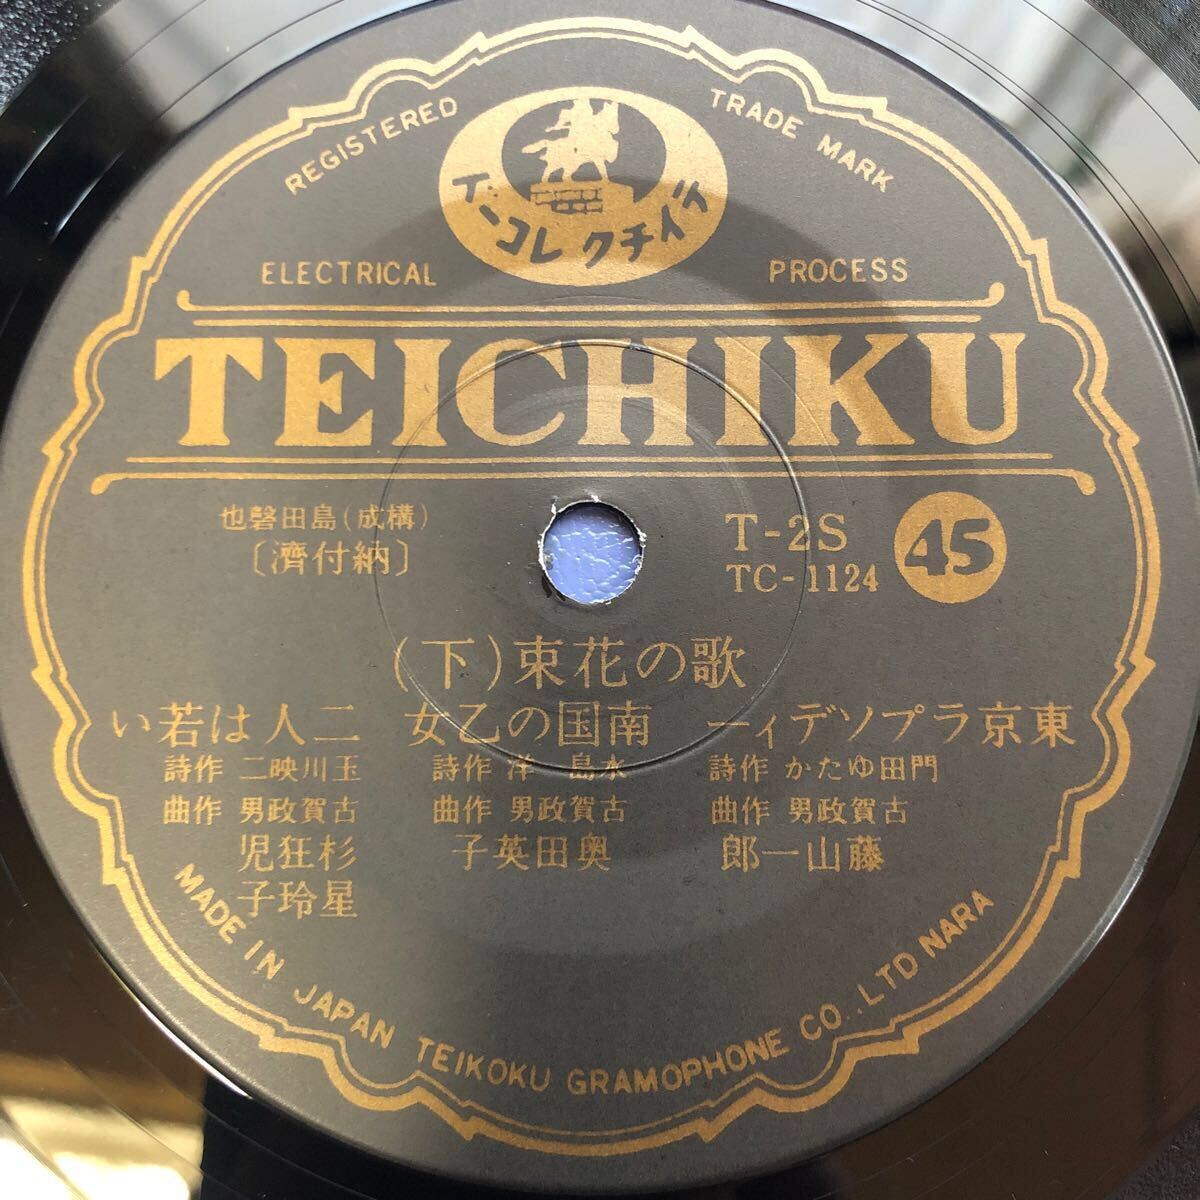 REGISTERED TRADE MARK
テイチクレコード
ELECTRICAL PROCESS
TEICHIKU
(構成)島田磬也
〔納付濟〕
T-2S
TC-1124
45
歌の花束(下)
東京ラプソディー 南国の乙女 二人は若い
門田ゆたか 作詩 水島 洋 作詩 玉川映二 作詩
古賀政男 作曲 古賀政男 作曲 古賀政男 作曲
藤山一郎 奥田英子 杉狂児
星玲子
MADE IN JAPAN TEIKOKU GRAMOPHONE CO.,LTD NARA